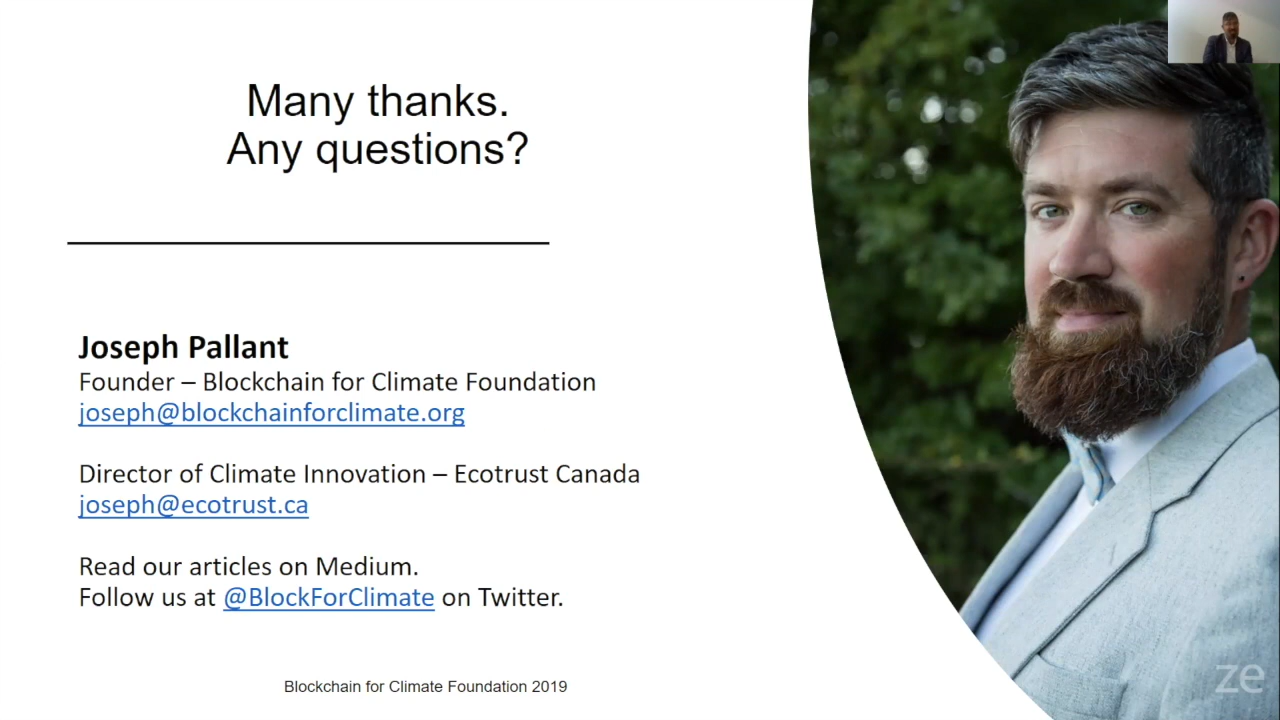 Many thanks.
Any questions?
Joseph Pallant
Founder – Blockchain for Climate Foundation
joseph@blockchainforclimate.org
Director of Climate Innovation – Ecotrust Canada
joseph@ecotrust.ca
Read our articles on Medium.
Follow us at @BlockForClimate on Twitter.
Blockchain for Climate Foundation 2019
ze